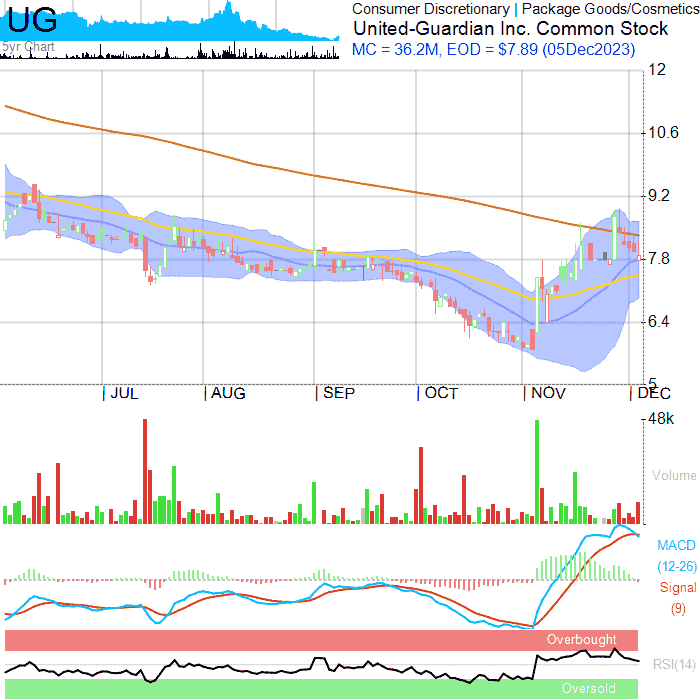 UG
5yr Chart
Consumer Discretionary | Package Goods/Cosmetics
United-Guardian Inc. Common Stock
MC = 36.2M, EOD = $7.89 (05Dec2023)
12
10.6
9.2
7.8
6.4
5
JUL AUG SEP OCT NOV DEC
48K
Volume
MACD
(12-26)
Signal
(9)
Overbought
RSI(14)
Oversold